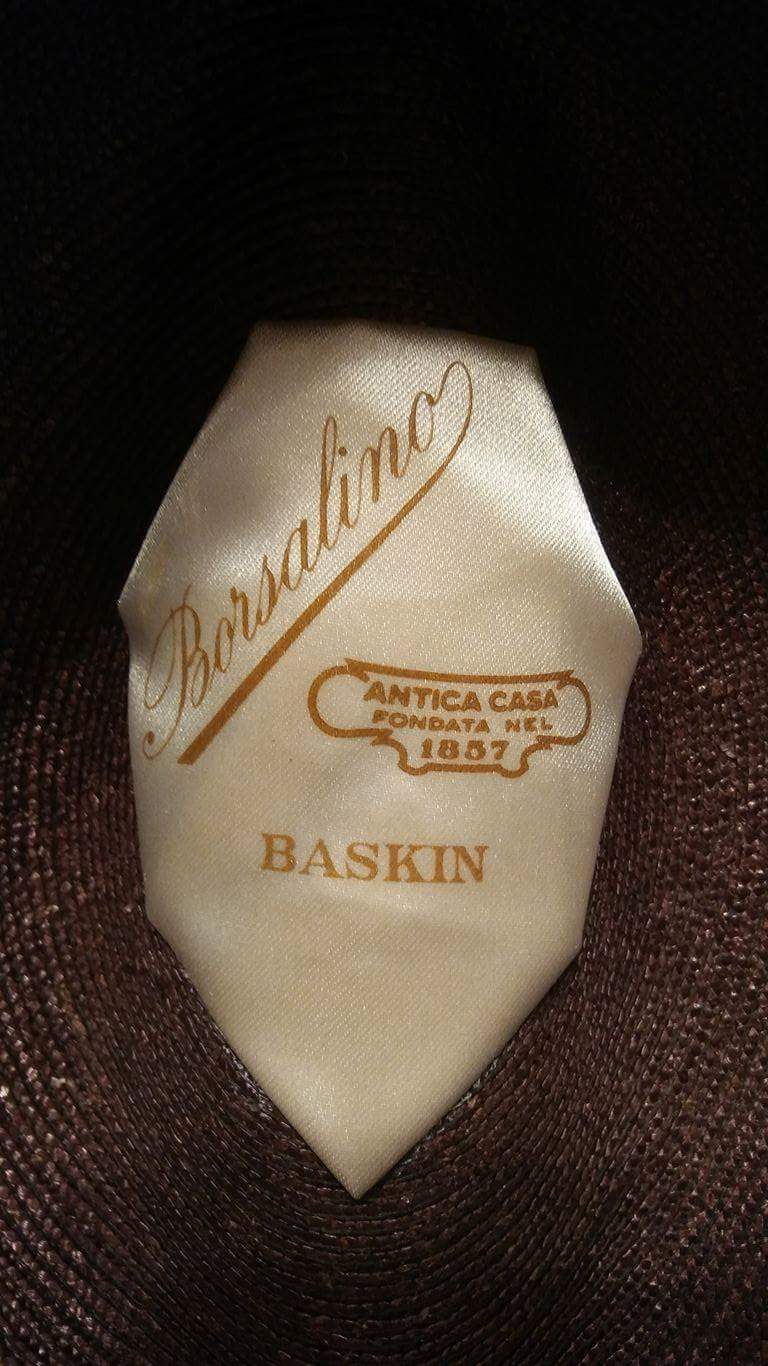 Borsalino
ANTICA CASA
FONDATA NEL
1857
BASKIN